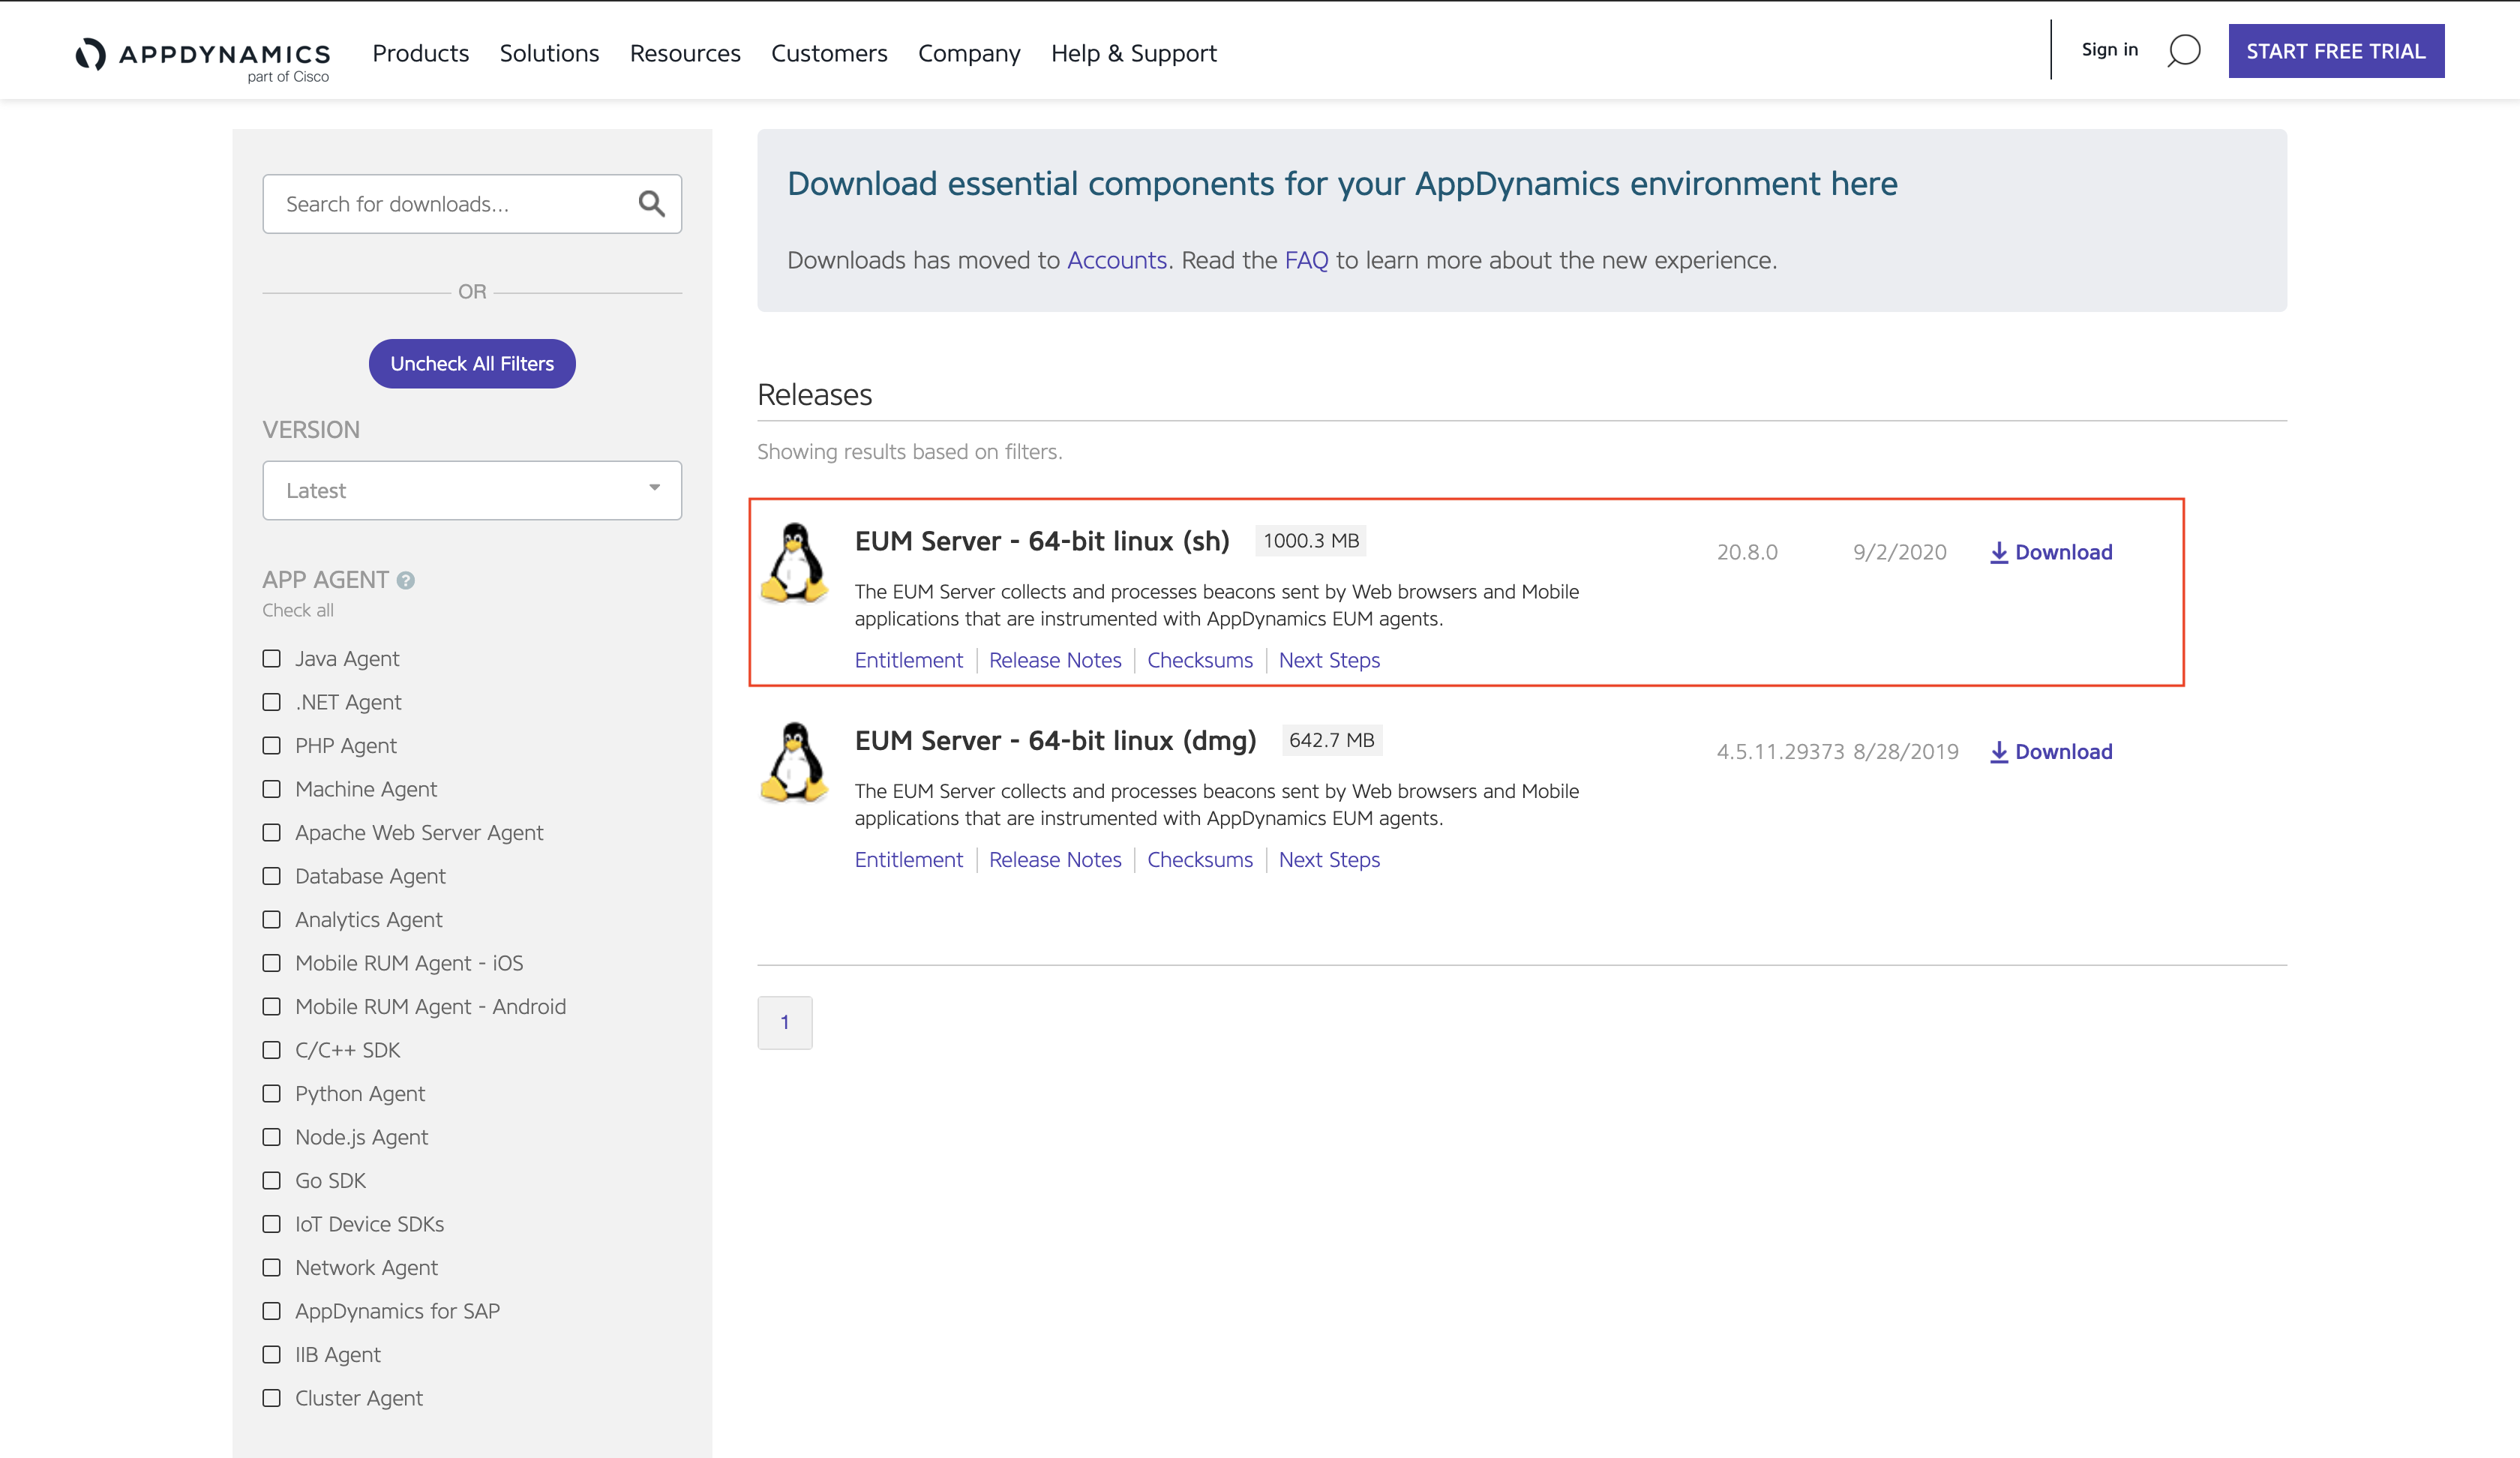 APPDYNAMICS
part of Cisco
Products Solutions Resources Customers Company Help & Support
Sign in
START FREE TRIAL
Search for downloads...
OR
Uncheck All Filters
VERSION
Latest
APP AGENT ?
Check all
Java Agent
.NET Agent
PHP Agent
Machine Agent
Apache Web Server Agent
Database Agent
Analytics Agent
Mobile RUM Agent - iOS
Mobile RUM Agent - Android
C/C++ SDK
Python Agent
Node.js Agent
Go SDK
IoT Device SDKs
Network Agent
AppDynamics for SAP
IIB Agent
Cluster Agent
Download essential components for your AppDynamics environment here
Downloads has moved to Accounts. Read the FAQ to learn more about the new experience.
Releases
Showing results based on filters.
EUM Server - 64-bit linux (sh) 1000.3 MB 20.8.0 9/2/2020 Download
The EUM Server collects and processes beacons sent by Web browsers and Mobile
applications that are instrumented with AppDynamics EUM agents.
Entitlement Release Notes Checksums Next Steps
EUM Server - 64-bit linux (dmg) 642.7 MB 4.5.11.29373 8/28/2019 Download
The EUM Server collects and processes beacons sent by Web browsers and Mobile
applications that are instrumented with AppDynamics EUM agents.
Entitlement Release Notes Checksums Next Steps
1